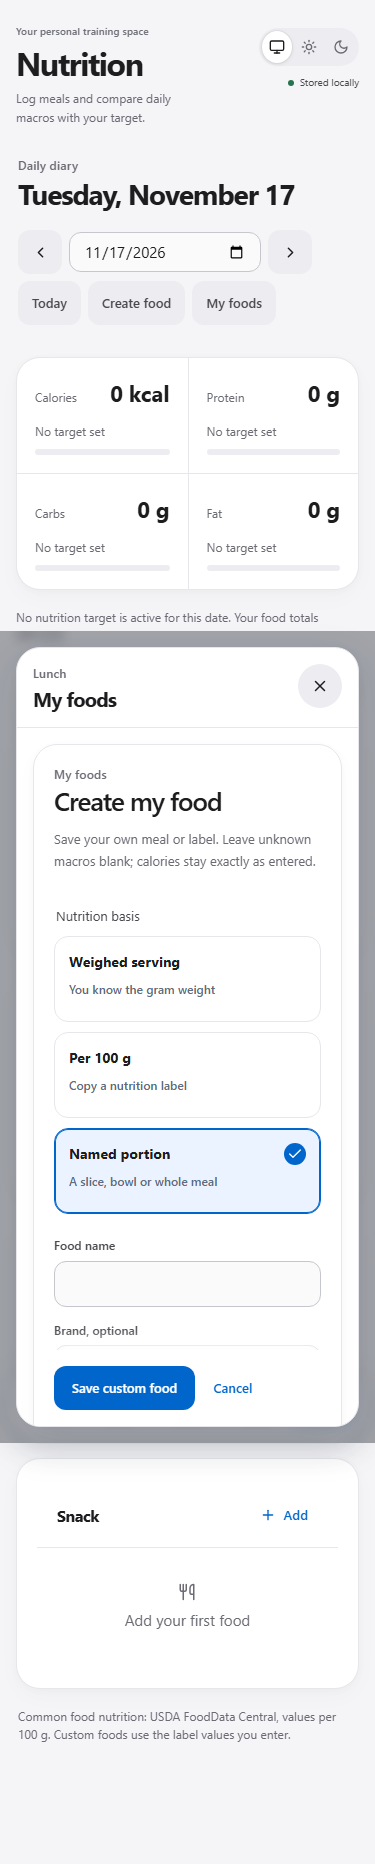 Your personal training space
Nutrition
Log meals and compare daily
macros with your target.
Stored locally
Daily diary
Tuesday, November 17
11/17/2026
Today
Create food
My foods
Calories
0 kcal
No target set
Protein
0 g
No target set
Carbs
0 g
No target set
Fat
0 g
No target set
No nutrition target is active for this date. Your food totals
Lunch
My foods
My foods
Create my food
Save your own meal or label. Leave unknown
macros blank; calories stay exactly as entered.
Nutrition basis
Weighed serving
You know the gram weight
Per 100 g
Copy a nutrition label
Named portion
A slice, bowl or whole meal
Food name
Brand, optional
Save custom food
Cancel
Snack
Add
Add your first food
Common food nutrition: USDA FoodData Central, values per
100 g. Custom foods use the label values you enter.